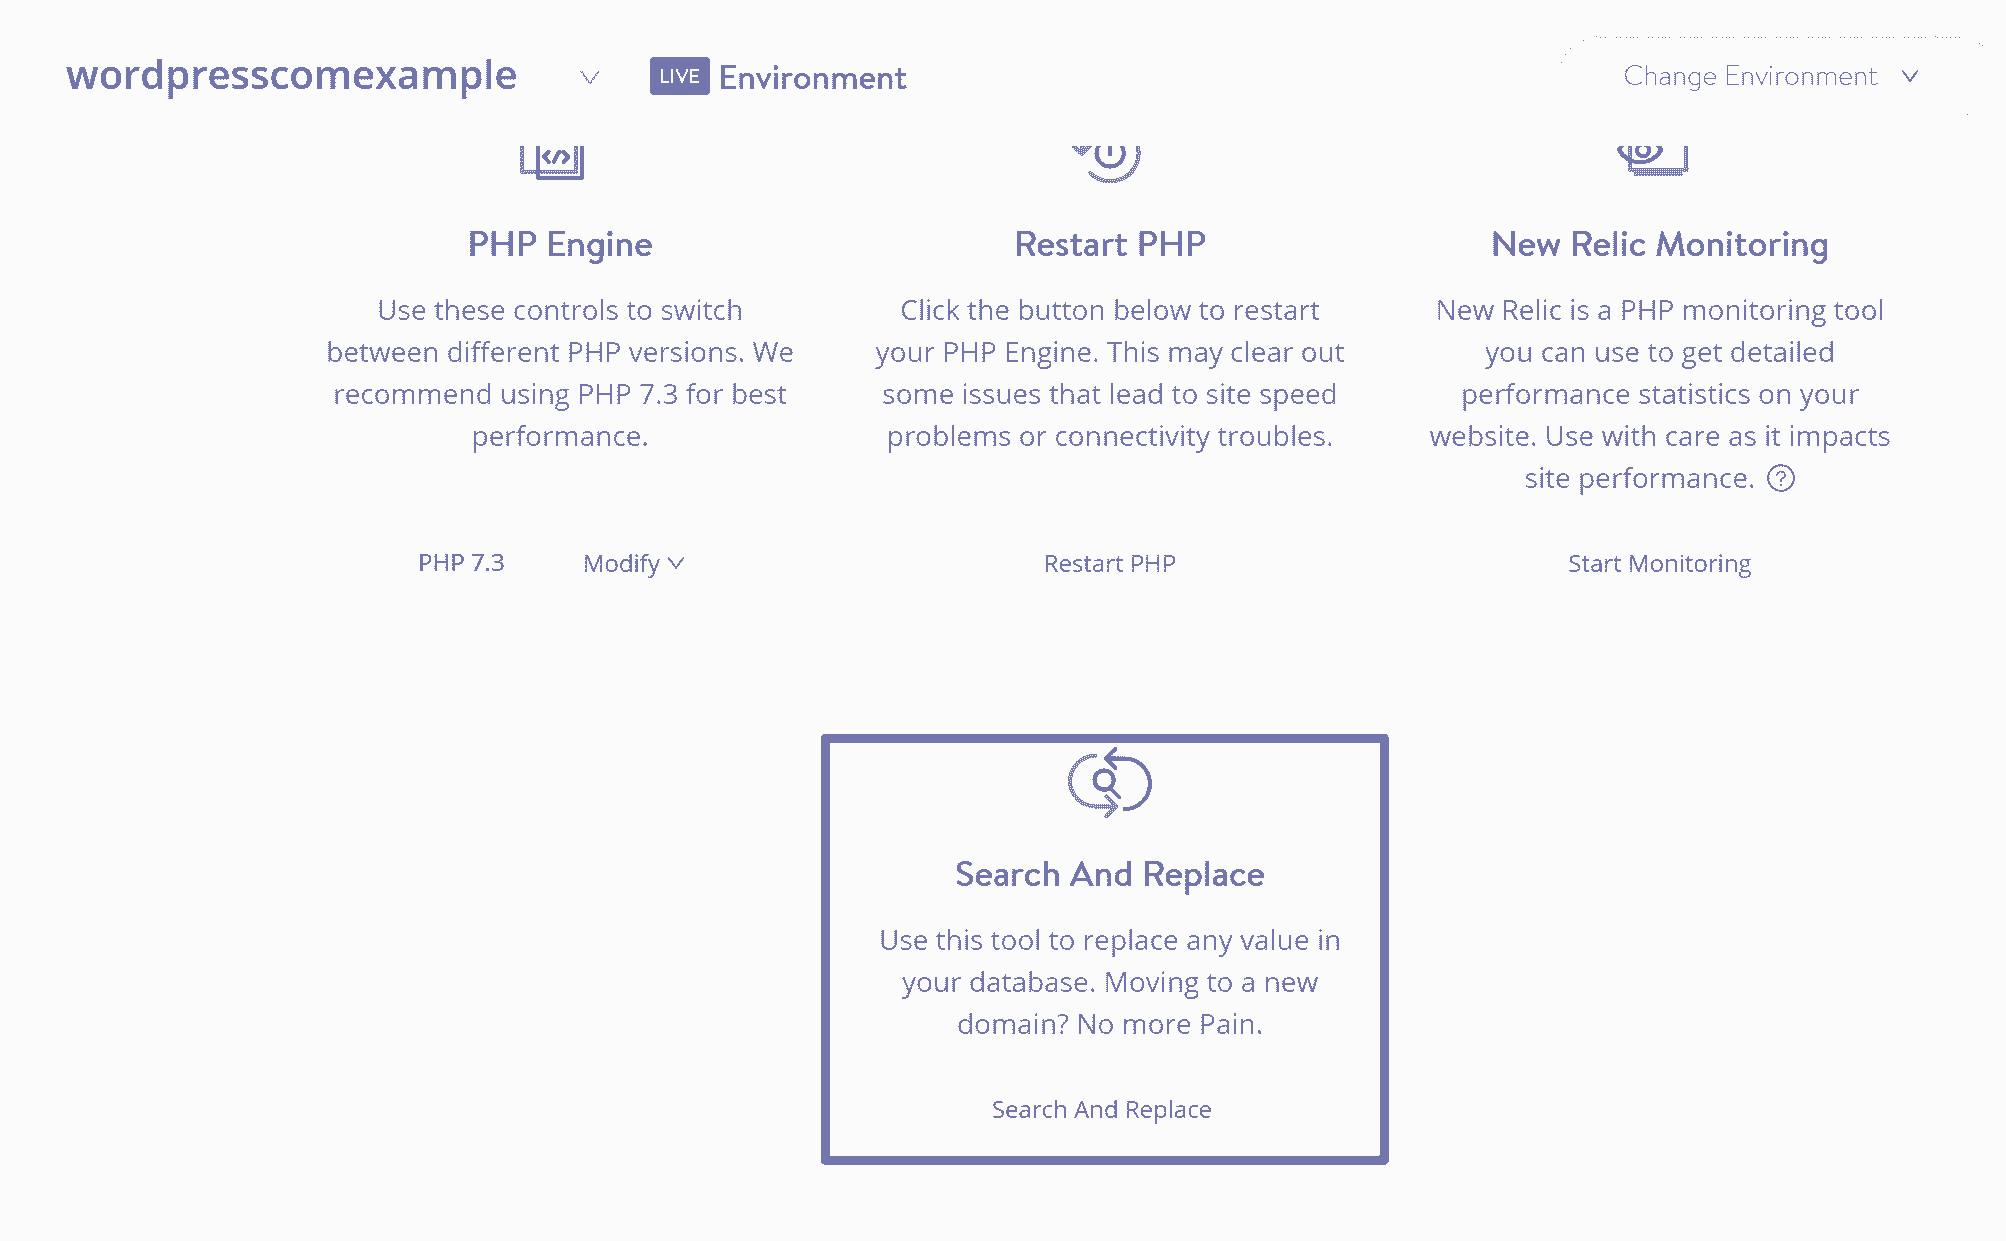 wordpresscomexample
LIVE Environment
Change Environment
PHP Engine
Use these controls to switch
between different PHP versions. We
recommend using PHP 7.3 for best
performance.
PHP 7.3
Modify
Restart PHP
Click the button below to restart
your PHP Engine. This may clear out
some issues that lead to site speed
problems or connectivity troubles.
Restart PHP
New Relic Monitoring
New Relic is a PHP monitoring tool
you can use to get detailed
performance statistics on your
website. Use with care as it impacts
site performance. ?
Start Monitoring
Search And Replace
Use this tool to replace any value in
your database. Moving to a new
domain? No more Pain.
Search And Replace